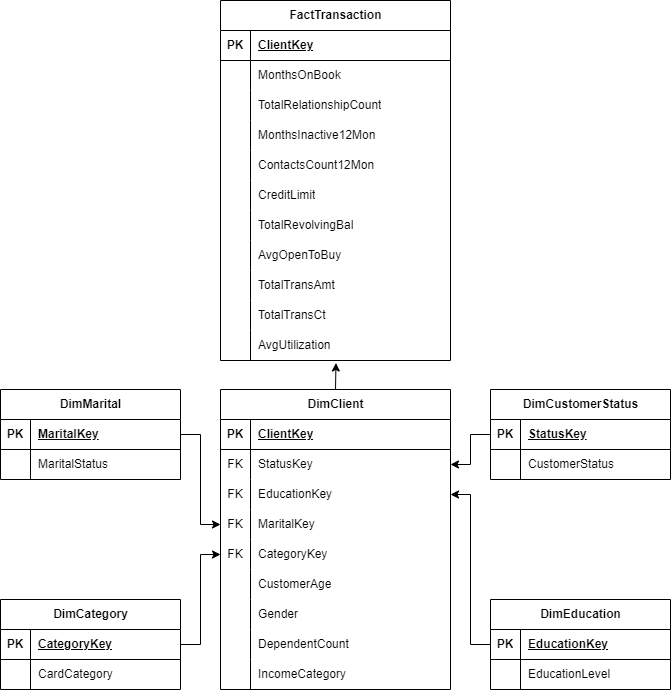 FactTransaction
PK ClientKey
MonthsOnBook
TotalRelationshipCount
MonthsInactive12Mon
ContactsCount12Mon
CreditLimit
TotalRevolvingBal
AvgOpenToBuy
TotalTransAmt
TotalTransCt
AvgUtilization
DimMarital
PK MaritalKey
MaritalStatus
DimClient
PK ClientKey
FK StatusKey
FK EducationKey
FK MaritalKey
FK CategoryKey
CustomerAge
Gender
DependentCount
IncomeCategory
DimCustomerStatus
PK StatusKey
CustomerStatus
DimCategory
PK CategoryKey
CardCategory
DimEducation
PK EducationKey
EducationLevel